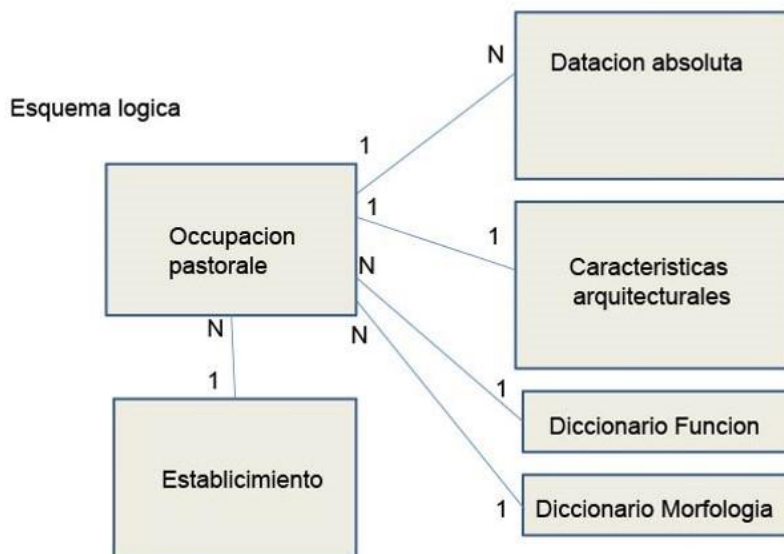 Esquema logica
N
Datacion absoluta
1
Occupacion
pastorale
1
1
Caracteristicas
arquitecturales
N
N
N
1
1
Diccionario Funcion
Establicimiento
1
Diccionario Morfologia